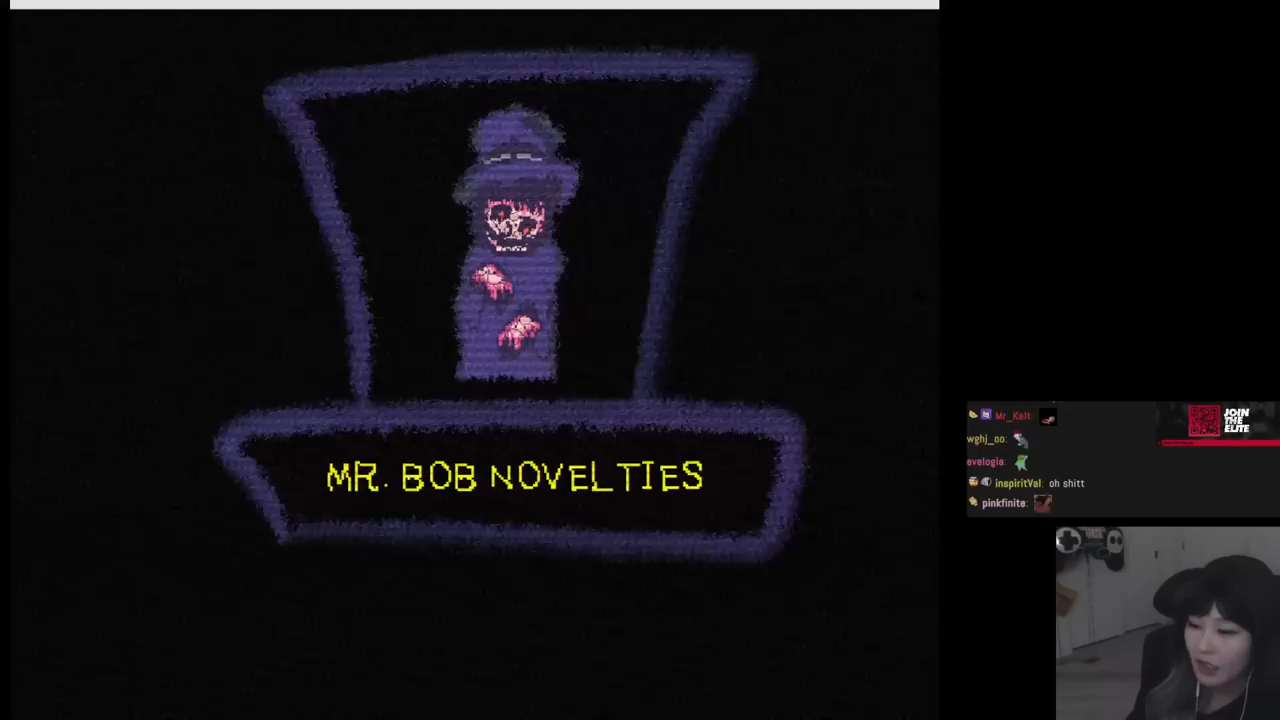 MR. BOB NOVELTIES
Mr_Kelt:
JOIN
THE
ELITE
wghj_oo:
evelogia:
inspiritVal: oh shitt
pinkfinite: